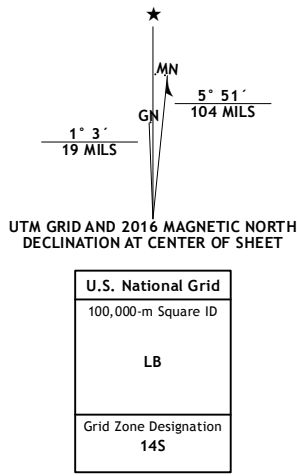 ★
MN
GN
5° 51´
104 MILS
1° 3´
19 MILS
UTM GRID AND 2016 MAGNETIC NORTH
DECLINATION AT CENTER OF SHEET
U.S. National Grid
100,000-m Square ID
LB
Grid Zone Designation
14S